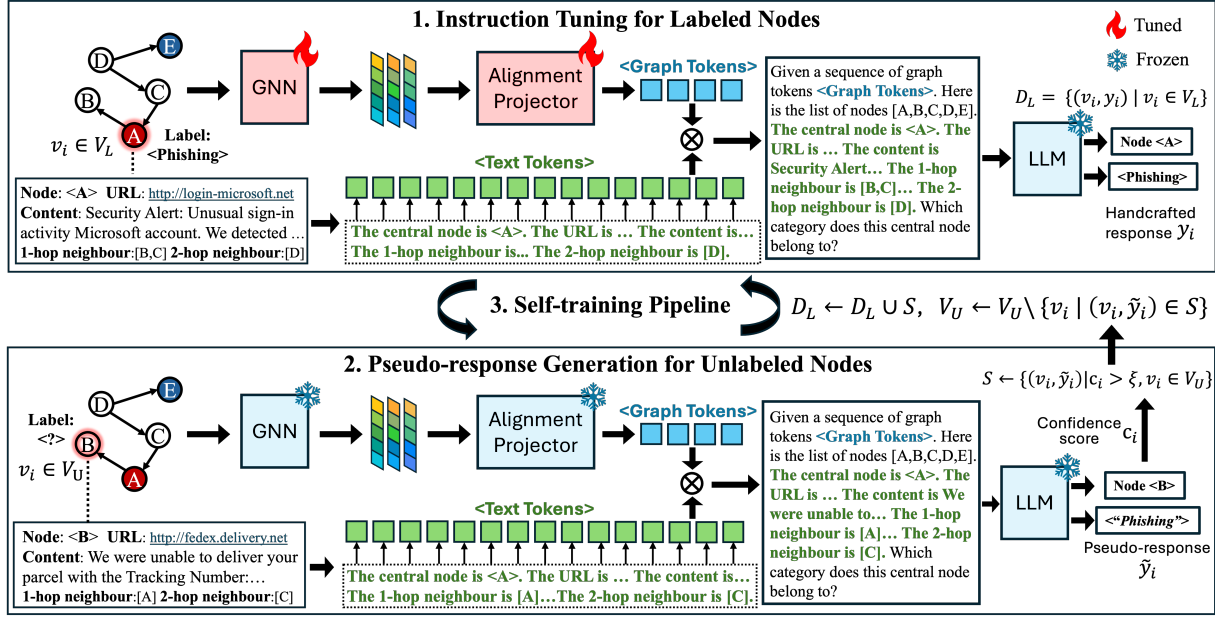 1. Instruction Tuning for Labeled Nodes
Tuned
Frozen
E
D
B
C
A
v_i ∈ V_L
Label:
<Phishing>
GNN
Alignment
Projector
<Graph Tokens>
<Text Tokens>
Node: <A> URL: http://login-microsoft.net
Content: Security Alert: Unusual sign-in
activity Microsoft account. We detected …
1-hop neighbour:[B,C] 2-hop neighbour:[D]
The central node is <A>. The URL is … The content is…
The 1-hop neighbour is... The 2-hop neighbour is [D].
Given a sequence of graph
tokens <Graph Tokens>. Here
is the list of nodes [A,B,C,D,E].
The central node is <A>. The
URL is … The content is
Security Alert… The 1-hop
neighbour is [B,C]… The 2-
hop neighbour is [D]. Which
category does this central node
belong to?
LLM
D_L = {(v_i, y_i) | v_i ∈ V_L}
Node <A>
<Phishing>
Handcrafted
response y_i
3. Self-training Pipeline
D_L ← D_L ∪ S, V_U ← V_U\ {v_i | (v_i, ỹ_i) ∈ S}
2. Pseudo-response Generation for Unlabeled Nodes
S ← {(v_i, ỹ_i)|c_i > ξ, v_i ∈ V_U}
E
D
C
B
A
Label:
<?>
v_i ∈ V_U
GNN
Alignment
Projector
<Graph Tokens>
<Text Tokens>
Node: <B> URL: http://fedex.delivery.net
Content: We were unable to deliver your
parcel with the Tracking Number:…
1-hop neighbour:[A] 2-hop neighbour:[C]
The central node is <A>. The URL is … The content is…
The 1-hop neighbour is [A]…The 2-hop neighbour is [C].
Given a sequence of graph
tokens <Graph Tokens>. Here
is the list of nodes [A,B,C,D,E].
The central node is <A>. The
URL is … The content is We
were unable to… The 1-hop
neighbour is [A]… The 2-hop
neighbour is [C]. Which
category does this central node
belong to?
LLM
Confidence
score c_i
Node <B>
<“Phishing”>
Pseudo-response
ỹ_i